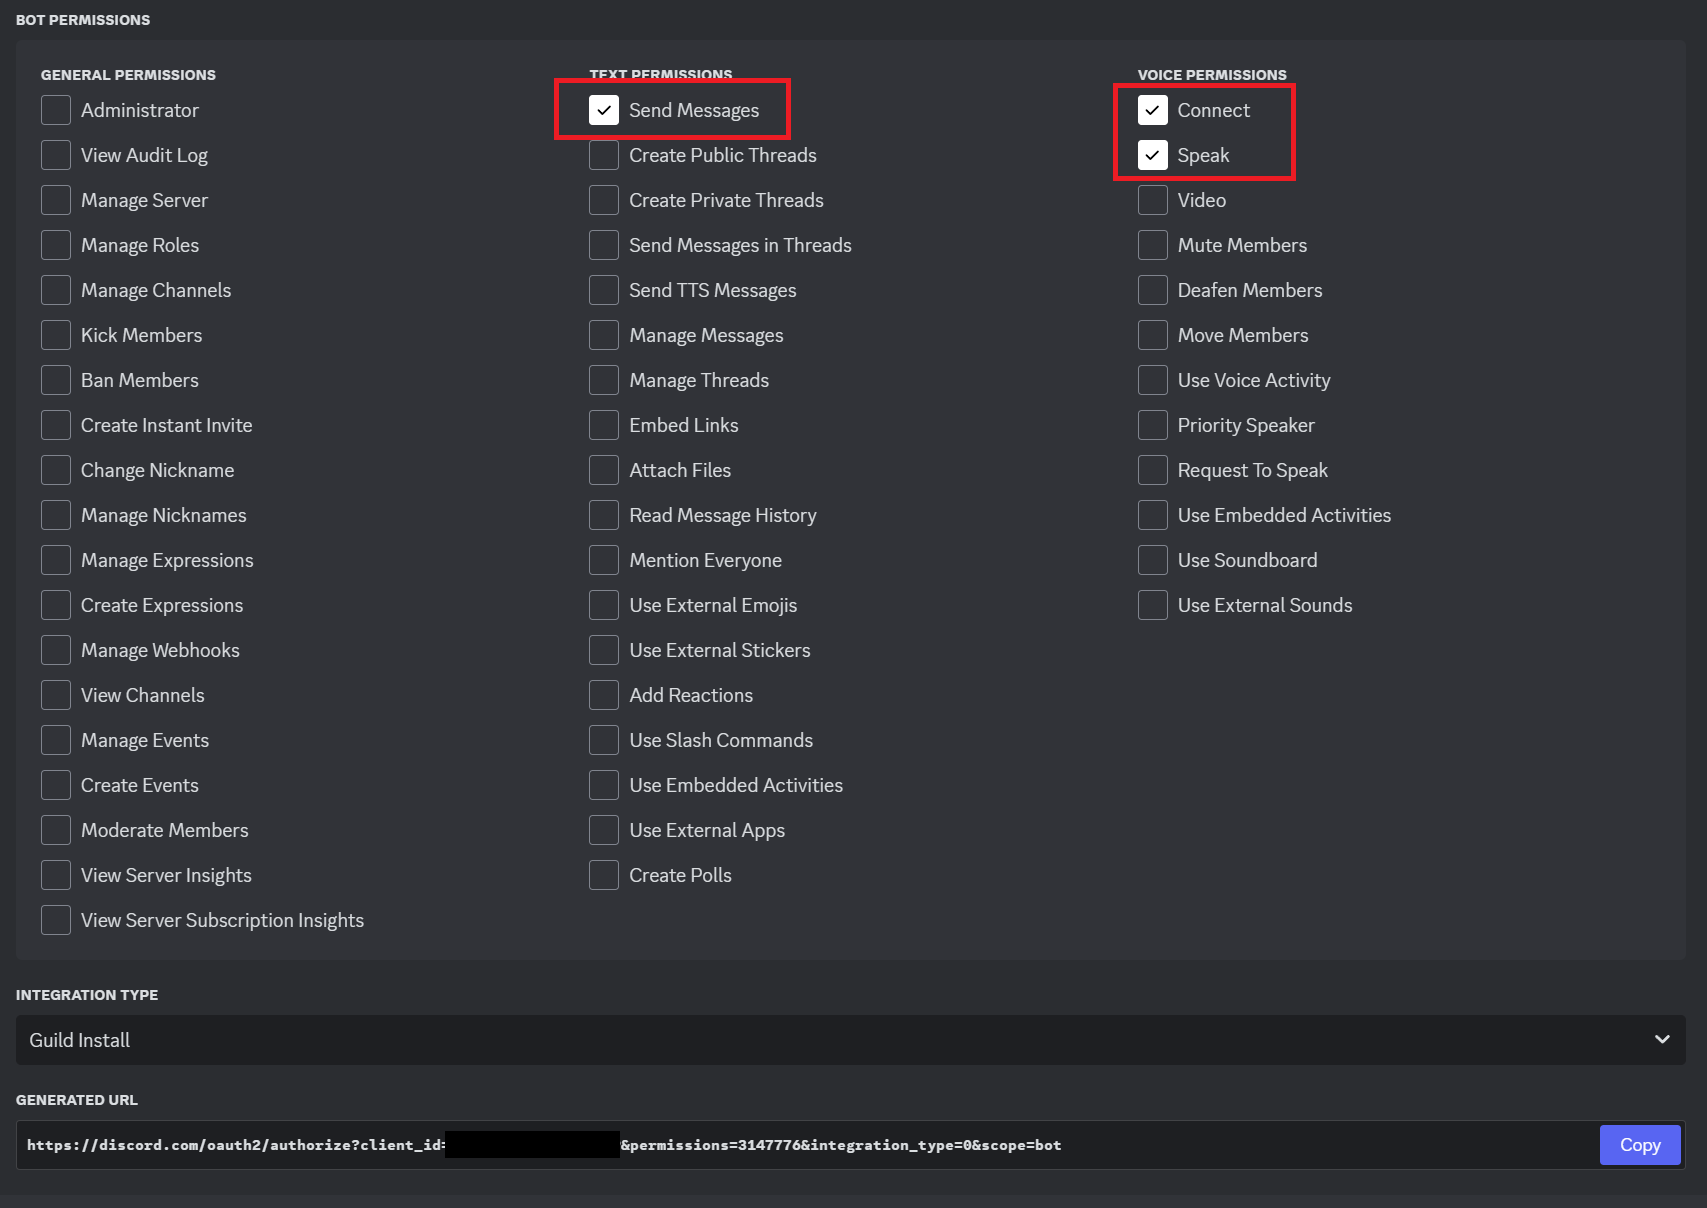 BOT PERMISSIONS
GENERAL PERMISSIONS
Administrator
View Audit Log
Manage Server
Manage Roles
Manage Channels
Kick Members
Ban Members
Create Instant Invite
Change Nickname
Manage Nicknames
Manage Expressions
Create Expressions
Manage Webhooks
View Channels
Manage Events
Create Events
Moderate Members
View Server Insights
View Server Subscription Insights
TEXT PERMISSIONS
Send Messages
Create Public Threads
Create Private Threads
Send Messages in Threads
Send TTS Messages
Manage Messages
Manage Threads
Embed Links
Attach Files
Read Message History
Mention Everyone
Use External Emojis
Use External Stickers
Add Reactions
Use Slash Commands
Use Embedded Activities
Use External Apps
Create Polls
VOICE PERMISSIONS
Connect
Speak
Video
Mute Members
Deafen Members
Move Members
Use Voice Activity
Priority Speaker
Request To Speak
Use Embedded Activities
Use Soundboard
Use External Sounds
INTEGRATION TYPE
Guild Install
GENERATED URL
https://discord.com/oauth2/authorize?client_id= &permissions=3147776&integration_type=0&scope=bot
Copy